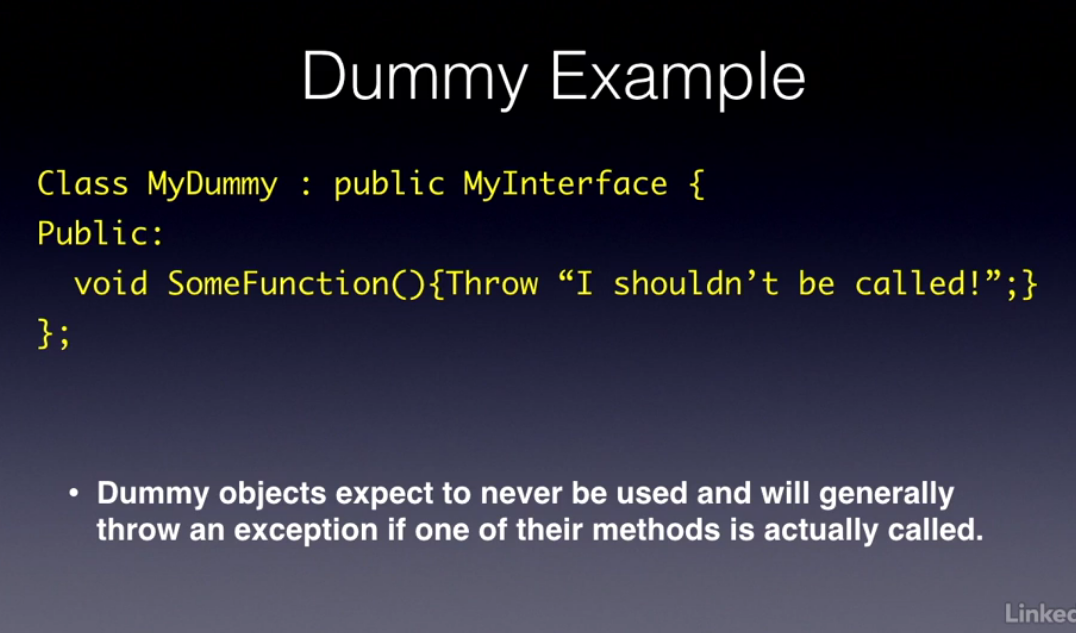 Dummy Example
Class MyDummy : public MyInterface {
Public:
void SomeFunction(){Throw “I shouldn’t be called!”;}
};
• Dummy objects expect to never be used and will generally
throw an exception if one of their methods is actually called.
Linked